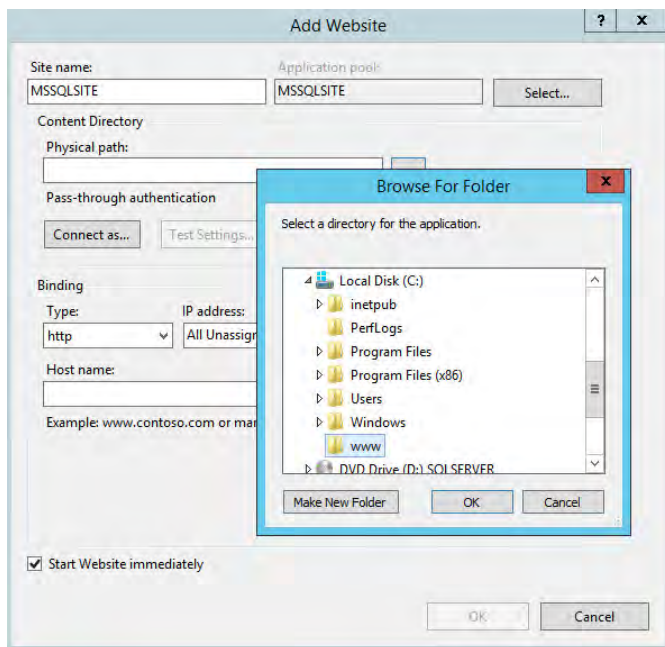 Add Website
? x
Site name:
Application pool:
MSSQLSITE
MSSQLSITE
Select...
Content Directory
Physical path:
Pass-through authentication
Connect as...
Test Settings...
Binding
Type:
IP address:
http
All Unassign
Host name:
Example: www.contoso.com or mar
Start Website immediately
OK
Cancel
Browse For Folder
x
Select a directory for the application.
Local Disk (C:)
inetpub
PerfLogs
Program Files
Program Files (x86)
Users
Windows
www
DVD Drive (D:) SQLSERVER
Make New Folder
OK
Cancel